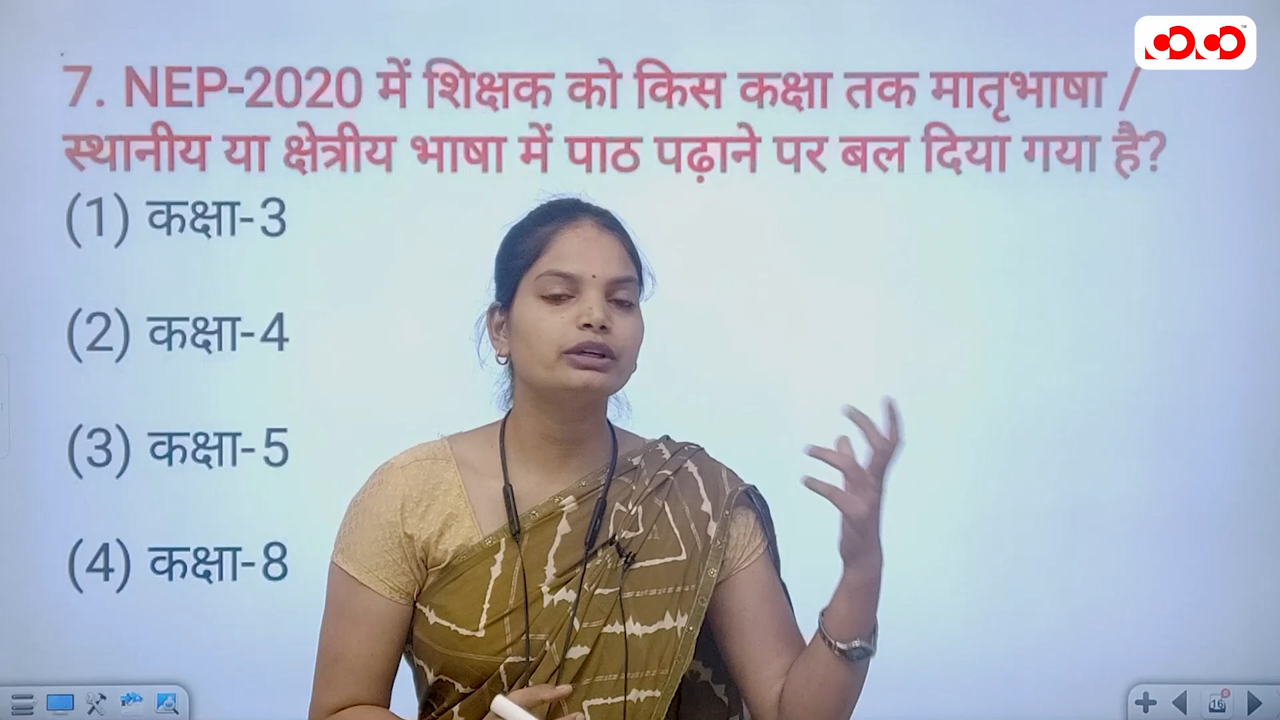 7. NEP-2020 में शिक्षक को किस कक्षा तक मातृभाषा /
स्थानीय या क्षेत्रीय भाषा में पाठ पढ़ाने पर बल दिया गया है?
(1) कक्षा-3
(2) कक्षा-4
(3) कक्षा-5
(4) कक्षा-8
16